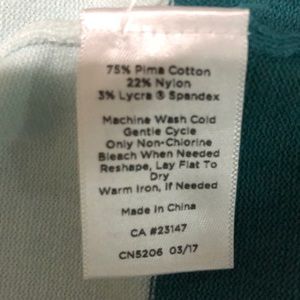 75% Pima Cotton
22% Nylon
3% Lycra ® Spandex
Machine Wash Cold
Gentle Cycle
Only Non-Chlorine
Bleach When Needed
Reshape, Lay Flat To
Dry
Warm Iron, If Needed
Made In China
CA #23147
CN5206 03/17